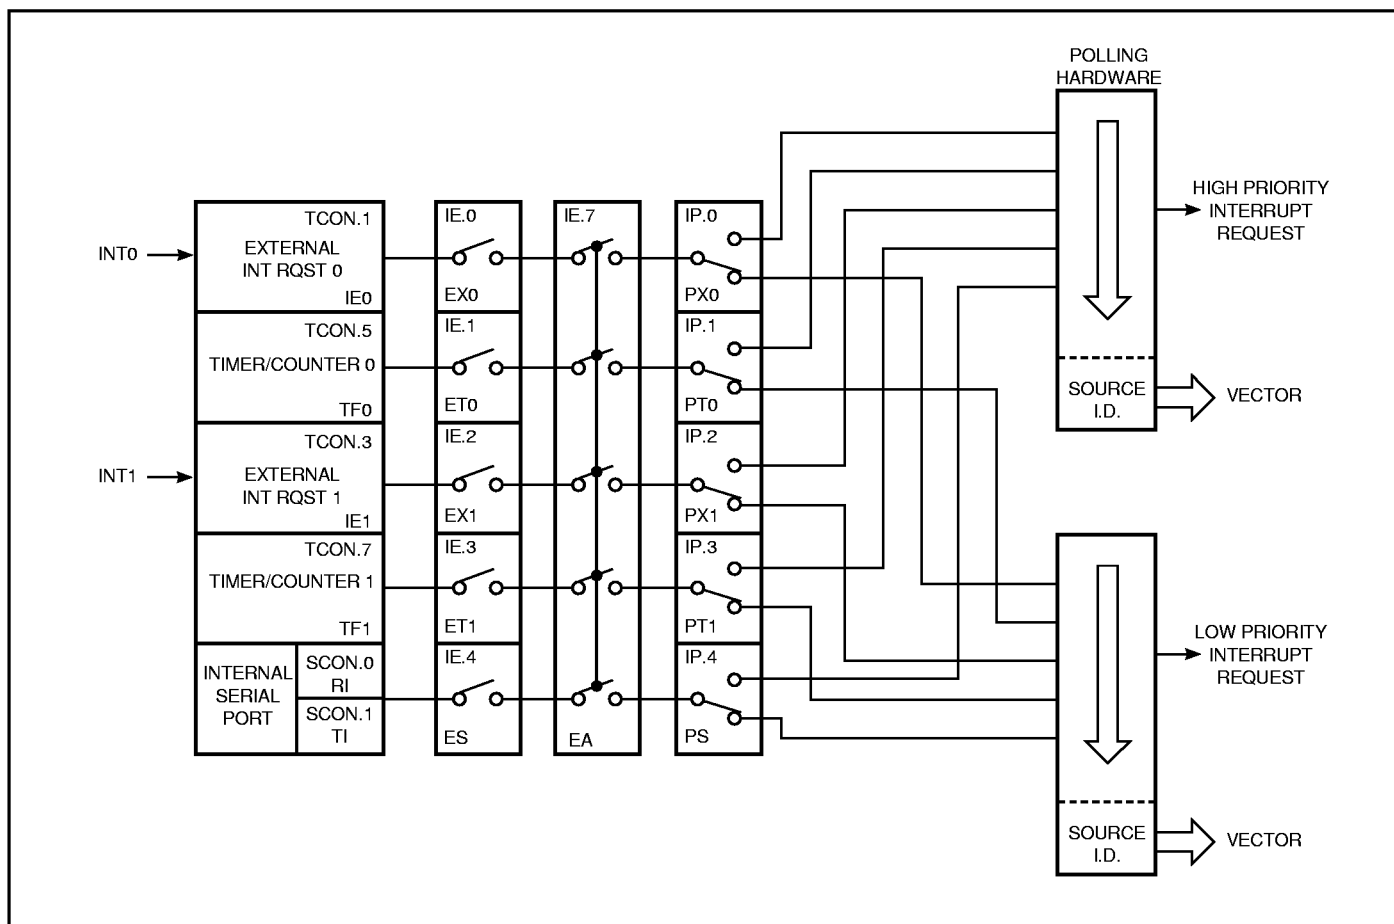 POLLING
HARDWARE
HIGH PRIORITY
INTERRUPT
REQUEST
SOURCE
I.D.
VECTOR
INT0
TCON.1
EXTERNAL
INT RQST 0
IE0
IE.0
EX0
IE.7
IP.0
PX0
TCON.5
TIMER/COUNTER 0
TF0
IE.1
ET0
IP.1
PT0
INT1
TCON.3
EXTERNAL
INT RQST 1
IE1
IE.2
EX1
IP.2
PX1
TCON.7
TIMER/COUNTER 1
TF1
IE.3
ET1
IP.3
PT1
INTERNAL
SERIAL
PORT
SCON.0
RI
SCON.1
TI
IE.4
ES
EA
IP.4
PS
LOW PRIORITY
INTERRUPT
REQUEST
SOURCE
I.D.
VECTOR